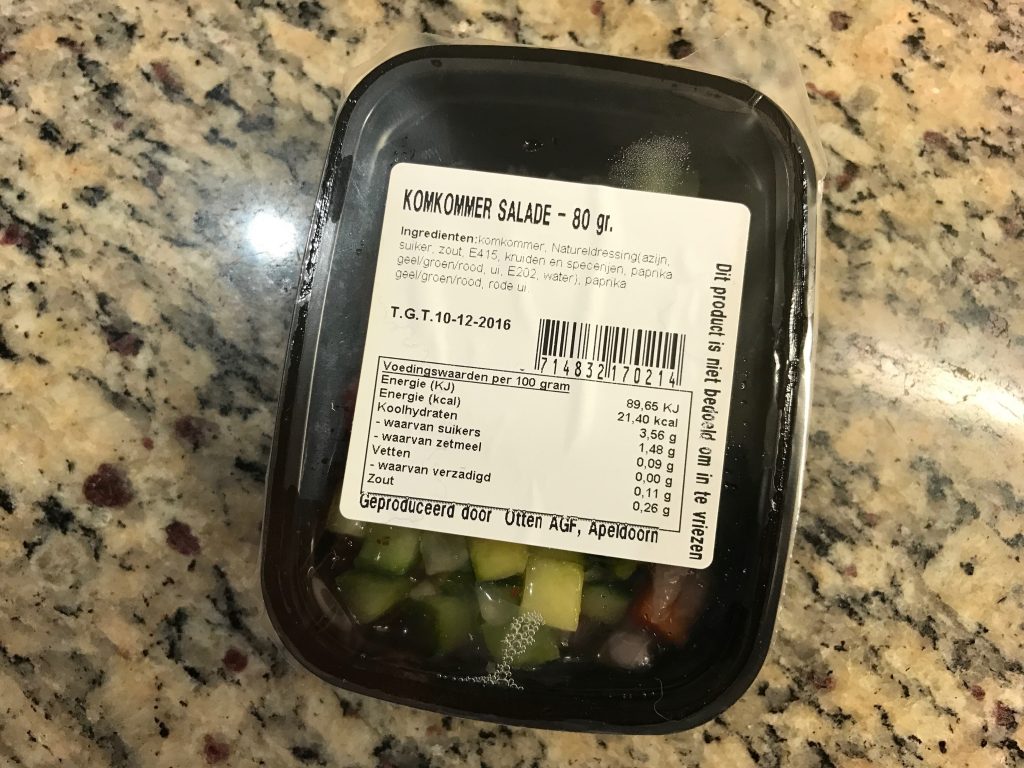 KOMKOMMER SALADE - 80 gr.
Ingredienten:komkommer, Natureldressing(azijn,
suiker, zout, E415, kruiden en specenjen, paprika
geel/groen/rood, ui, E202, water), paprika
geel/groen/rood, rode ui.
T.G.T.10-12-2016
714832 170214
Voedingswaarden per 100 gram
Energie (KJ) 89,65 KJ
Energie (kcal) 21,40 kcal
Koolhydraten 3,56 g
- waarvan suikers 1,48 g
- waarvan zetmeel 0,09 g
Vetten 0,00 g
- waarvan verzadigd 0,11 g
Zout 0,26 g
Geproduceerd door Otten AGF, Apeldoorn
Dit product is niet bedoeld om in te vriezen